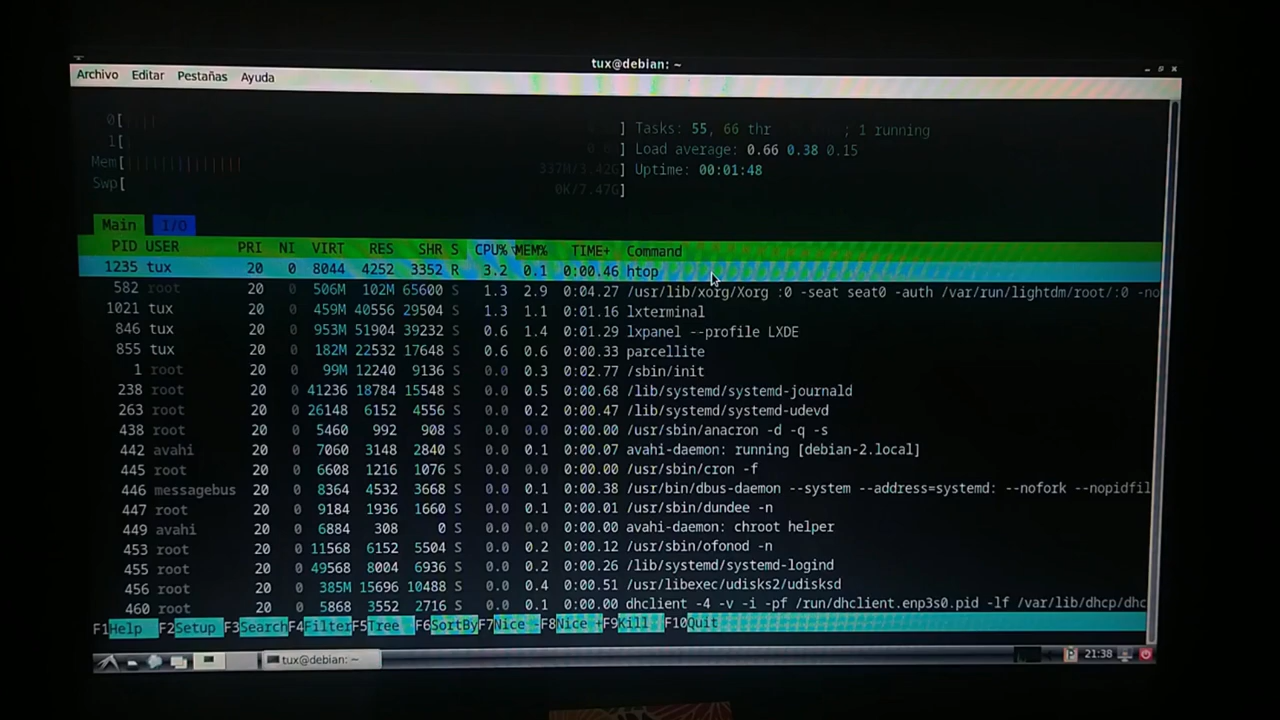 tux@debian: ~
Archivo Editar Pestañas Ayuda
0[
1[ ] Tasks: 55, 66 thr ; 1 running
Mem[ 337M/3.42G] Load average: 0.66 0.38 0.15
Swp[ 0K/7.47G] Uptime: 00:01:48
Main I/O
PID USER PRI NI VIRT RES SHR S CPU%▽MEM% TIME+ Command
1235 tux 20 0 8044 4252 3352 R 3.2 0.1 0:00.46 htop
582 root 20 0 506M 102M 65600 S 1.3 2.9 0:04.27 /usr/lib/xorg/Xorg :0 -seat seat0 -auth /var/run/lightdm/root/:0 -no
1021 tux 20 0 459M 40556 29504 S 1.3 1.1 0:01.16 lxterminal
846 tux 20 0 953M 51904 39232 S 0.6 1.4 0:01.29 lxpanel --profile LXDE
855 tux 20 0 182M 22532 17648 S 0.6 0.6 0:00.33 parcellite
1 root 20 0 99M 12240 9136 S 0.0 0.3 0:02.77 /sbin/init
238 root 20 0 41236 18784 15548 S 0.0 0.5 0:00.68 /lib/systemd/systemd-journald
263 root 20 0 26148 6152 4556 S 0.0 0.2 0:00.47 /lib/systemd/systemd-udevd
438 root 20 0 5460 992 908 S 0.0 0.0 0:00.00 /usr/sbin/anacron -d -q -s
442 avahi 20 0 7060 3148 2840 S 0.0 0.1 0:00.07 avahi-daemon: running [debian-2.local]
445 root 20 0 6608 1216 1076 S 0.0 0.0 0:00.00 /usr/sbin/cron -f
446 messagebus 20 0 8364 4532 3668 S 0.0 0.1 0:00.38 /usr/bin/dbus-daemon --system --address=systemd: --nofork --nopidfil
447 root 20 0 9184 1936 1660 S 0.0 0.1 0:00.01 /usr/sbin/dundee -n
449 avahi 20 0 6884 308 0 S 0.0 0.0 0:00.00 avahi-daemon: chroot helper
453 root 20 0 11568 6152 5504 S 0.0 0.2 0:00.12 /usr/sbin/ofonod -n
455 root 20 0 49568 8004 6936 S 0.0 0.2 0:00.26 /lib/systemd/systemd-logind
456 root 20 0 385M 15696 10488 S 0.0 0.4 0:00.51 /usr/libexec/udisks2/udisksd
460 root 20 0 5868 3552 2716 S 0.0 0.1 0:00.00 dhclient -4 -v -i -pf /run/dhclient.enp3s0.pid -lf /var/lib/dhcp/dhc
F1Help F2Setup F3SearchF4FilterF5Tree F6SortByF7Nice -F8Nice +F9Kill F10Quit
tux@debian: ~ 21:38